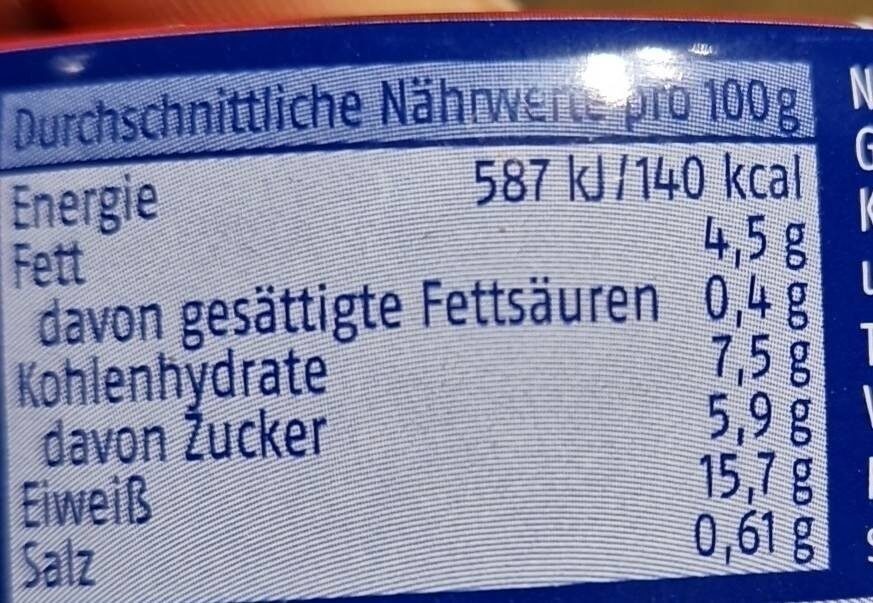 Durchschnittliche Nährwerte pro 100g
Energie 587 kJ/140 kcal
Fett 4,5 g
davon gesättigte Fettsäuren 0,4 g
Kohlenhydrate 7,5 g
davon Zucker 5,9 g
Eiweiß 15,7 g
Salz 0,61 g